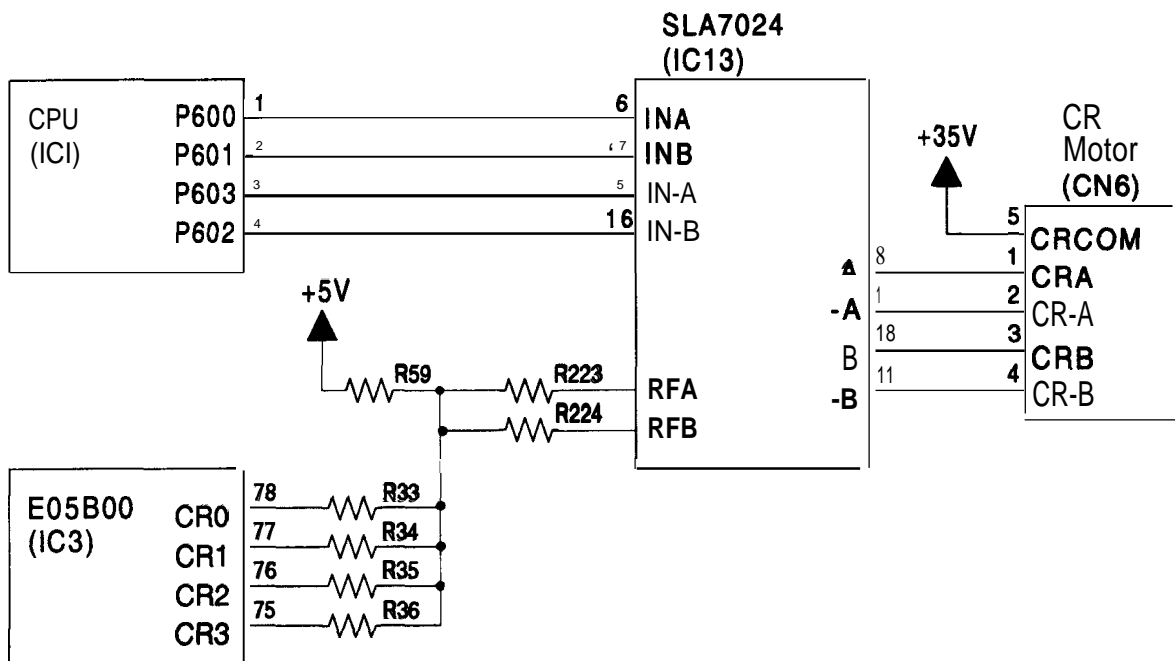 SLA7024
(IC13)
CPU
(ICI)
P600 1
P601 2
P603 3
P602 4
6 INA
7 INB
5 IN-A
16 IN-B
+35V
CR
Motor
(CN6)
5 CRCOM
1 CRA
2 CR-A
3 CRB
4 CR-B
A 8
-A 1
B 18
-B 11
+5V
R59
R223
R224
RFA
RFB
E05B00
(IC3)
CR0 78 R33
CR1 77 R34
CR2 76 R35
CR3 75 R36